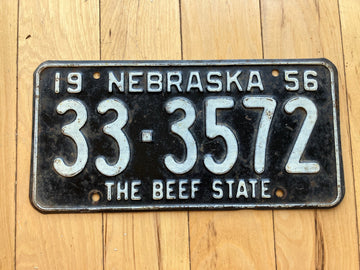 19 NEBRASKA 56
33-3572
THE BEEF STATE